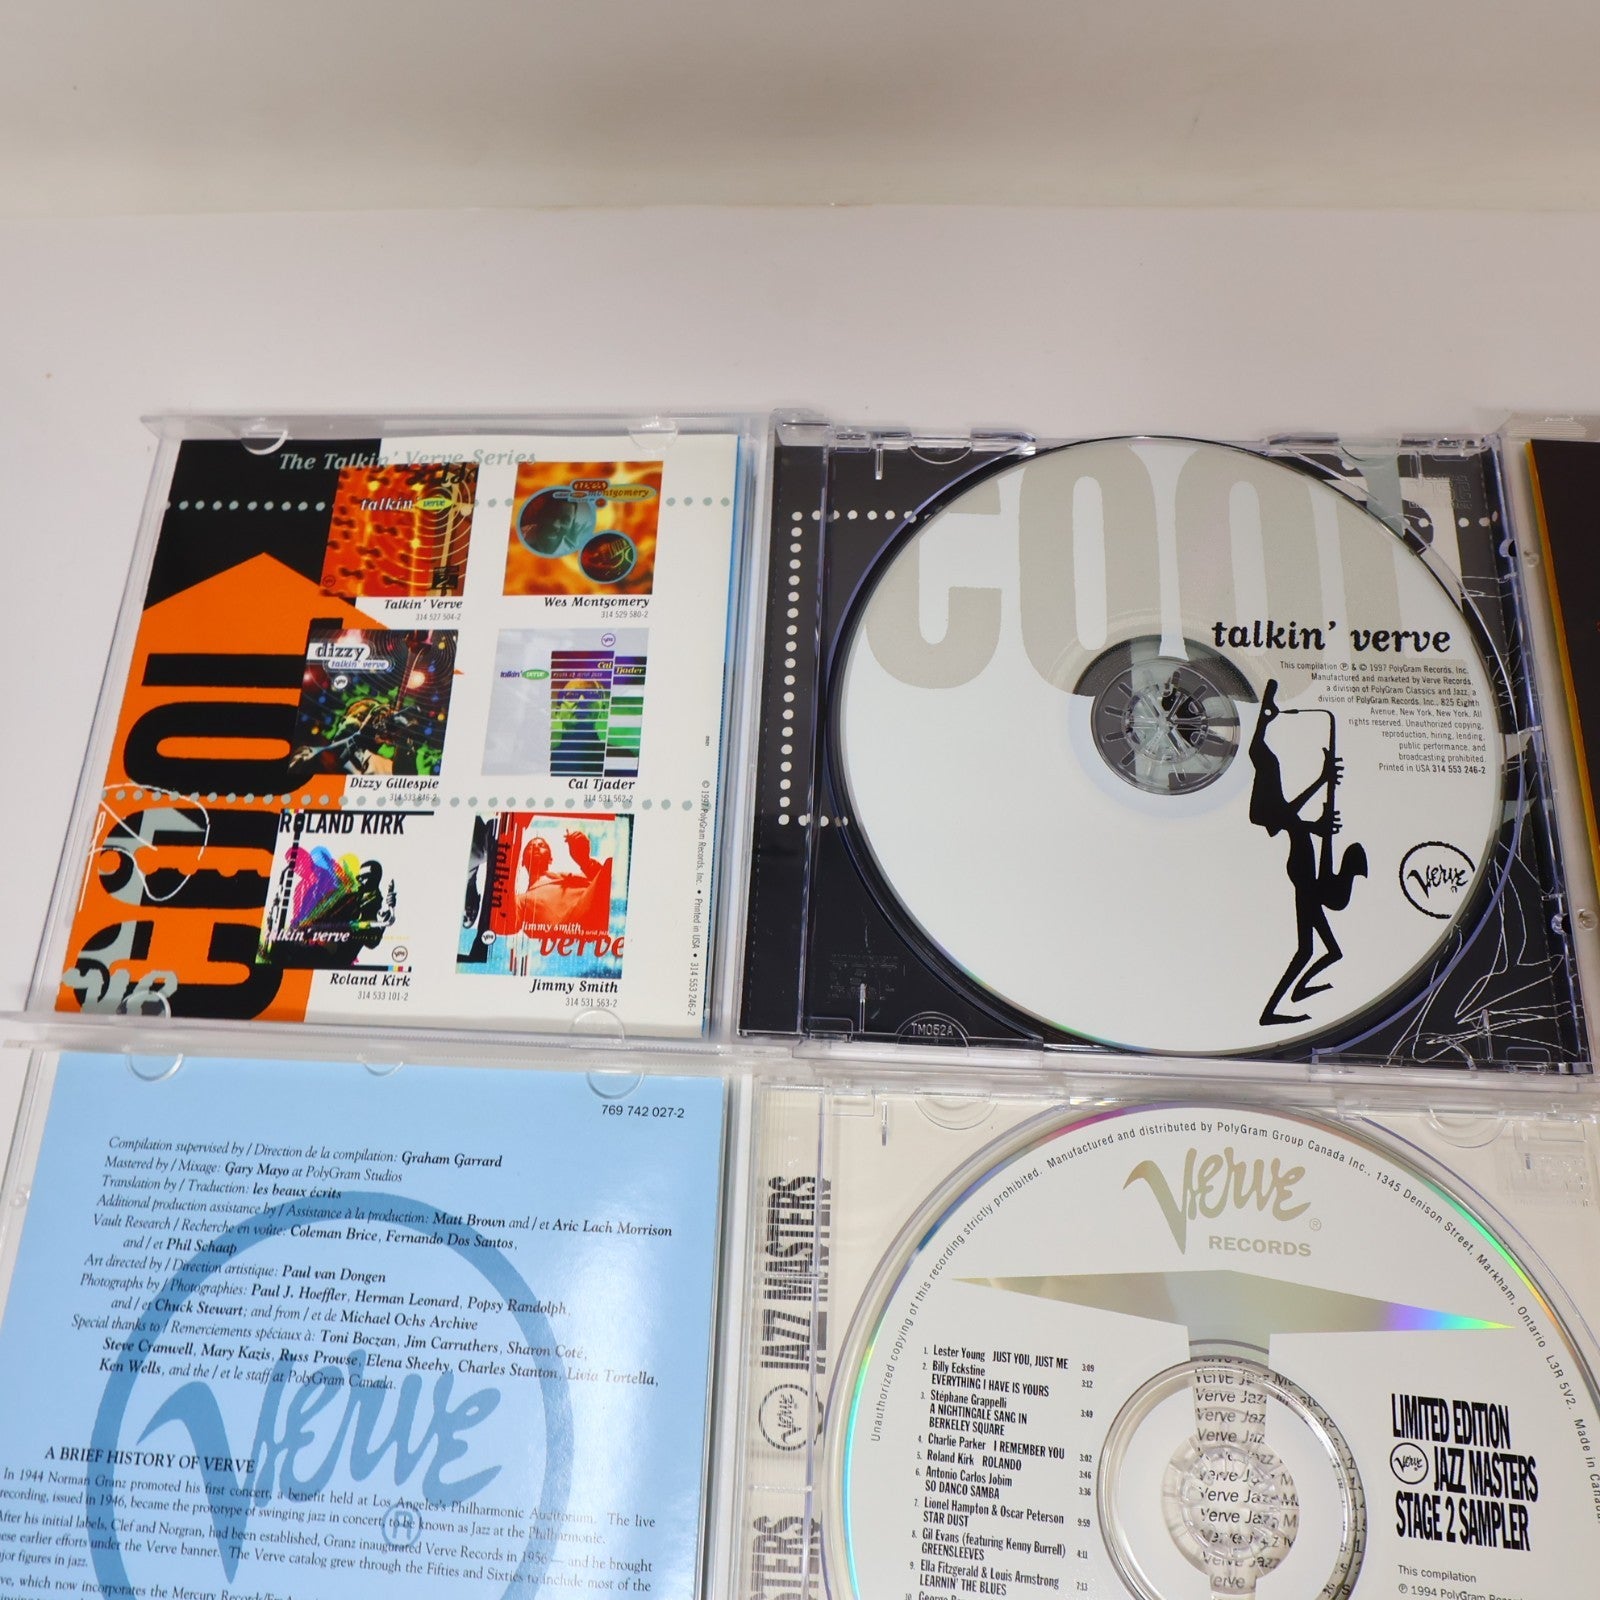 The Talkin' Verve Series
talkin verve
Talkin' Verve
314 527 504-2
wes montgomery
Wes Montgomery
314 529 580-2
dizzy
talkin' verve
Dizzy Gillespie
314 533 846-2
talkin' verve
Cal Tjader
Cal Tjader
314 531 562-2
ROLAND KIRK
talkin' verve
Roland Kirk
314 533 101-2
talkin'
jimmy smith
verve
Jimmy Smith
314 531 563-2
© 1997 PolyGram Records, Inc. • Printed in USA • 314 553 246-2
COOL
cool
talkin' verve
This compilation ℗ & © 1997 PolyGram Records, Inc.
Manufactured and marketed by Verve Records,
a division of PolyGram Classics and Jazz, a
division of PolyGram Records, Inc., 825 Eighth
Avenue, New York, New York. All
rights reserved. Unauthorized copying,
reproduction, hiring, lending,
public performance, and
broadcasting prohibited.
Printed in USA 314 553 246-2
Verve
TM052A
769 742 027-2
Compilation supervised by / Direction de la compilation: Graham Garrard
Mastered by / Mixage: Gary Mayo at PolyGram Studios
Translation by / Traduction: les beaux écrits
Additional production assistance by / Assistance à la production: Matt Brown and / et Aric Lach Morrison
Vault Research / Recherche en voûte: Coleman Brice, Fernando Dos Santos,
and / et Phil Schaap
Art directed by / Direction artistique: Paul van Dongen
Photographs by / Photographies: Paul J. Hoeffler, Herman Leonard, Popsy Randolph,
and / et Chuck Stewart; and from / et de Michael Ochs Archive
Special thanks to / Remerciements spéciaux à: Toni Boczan, Jim Carruthers, Sharon Coté,
Steve Cranwell, Mary Kazis, Russ Prowse, Elena Sheehy, Charles Stanton, Livia Tortella,
Ken Wells, and the / et le staff at PolyGram Canada.
Verve
A BRIEF HISTORY OF VERVE
In 1944 Norman Granz promoted his first concert, a benefit held at Los Angeles's Philharmonic Auditorium. The live
recording, issued in 1946, became the prototype of swinging jazz in concert, to be known as Jazz at the Philharmonic.
After his initial labels, Clef and Norgran, had been established, Granz inaugurated Verve Records in 1956 — and he brought
these earlier efforts under the Verve banner. The Verve catalog grew through the Fifties and Sixties to include most of the
major figures in jazz.
which now incorporates the Mercury
JAZZ MASTERS
Verve
Unauthorized copying of this recording strictly prohibited. Manufactured and distributed by PolyGram Group Canada Inc., 1345 Denison Street, Markham, Ontario L3R 5V2. Made in Canada
Verve®
RECORDS
1. Lester Young JUST YOU, JUST ME 3:09
2. Billy Eckstine
EVERYTHING I HAVE IS YOURS 3:12
3. Stéphane Grappelli
A NIGHTINGALE SANG IN
BERKELEY SQUARE 3:49
4. Charlie Parker I REMEMBER YOU 3:02
5. Roland Kirk ROLANDO 3:46
6. Antonio Carlos Jobim
SO DANCO SAMBA 3:36
7. Lionel Hampton & Oscar Peterson
STAR DUST 9:59
8. Gil Evans (featuring Kenny Burrell)
GREENSLEEVES 4:11
9. Ella Fitzgerald & Louis Armstrong
LEARNIN' THE BLUES 7:13
10. George
LIMITED EDITION
Verve JAZZ MASTERS
STAGE 2 SAMPLER
This compilation
℗ 1994 PolyGram